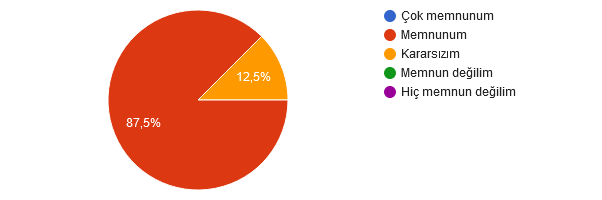 Çok memnunum
Memnunum
Kararsızım
Memnun değilim
Hiç memnun değilim
12,5%
87,5%